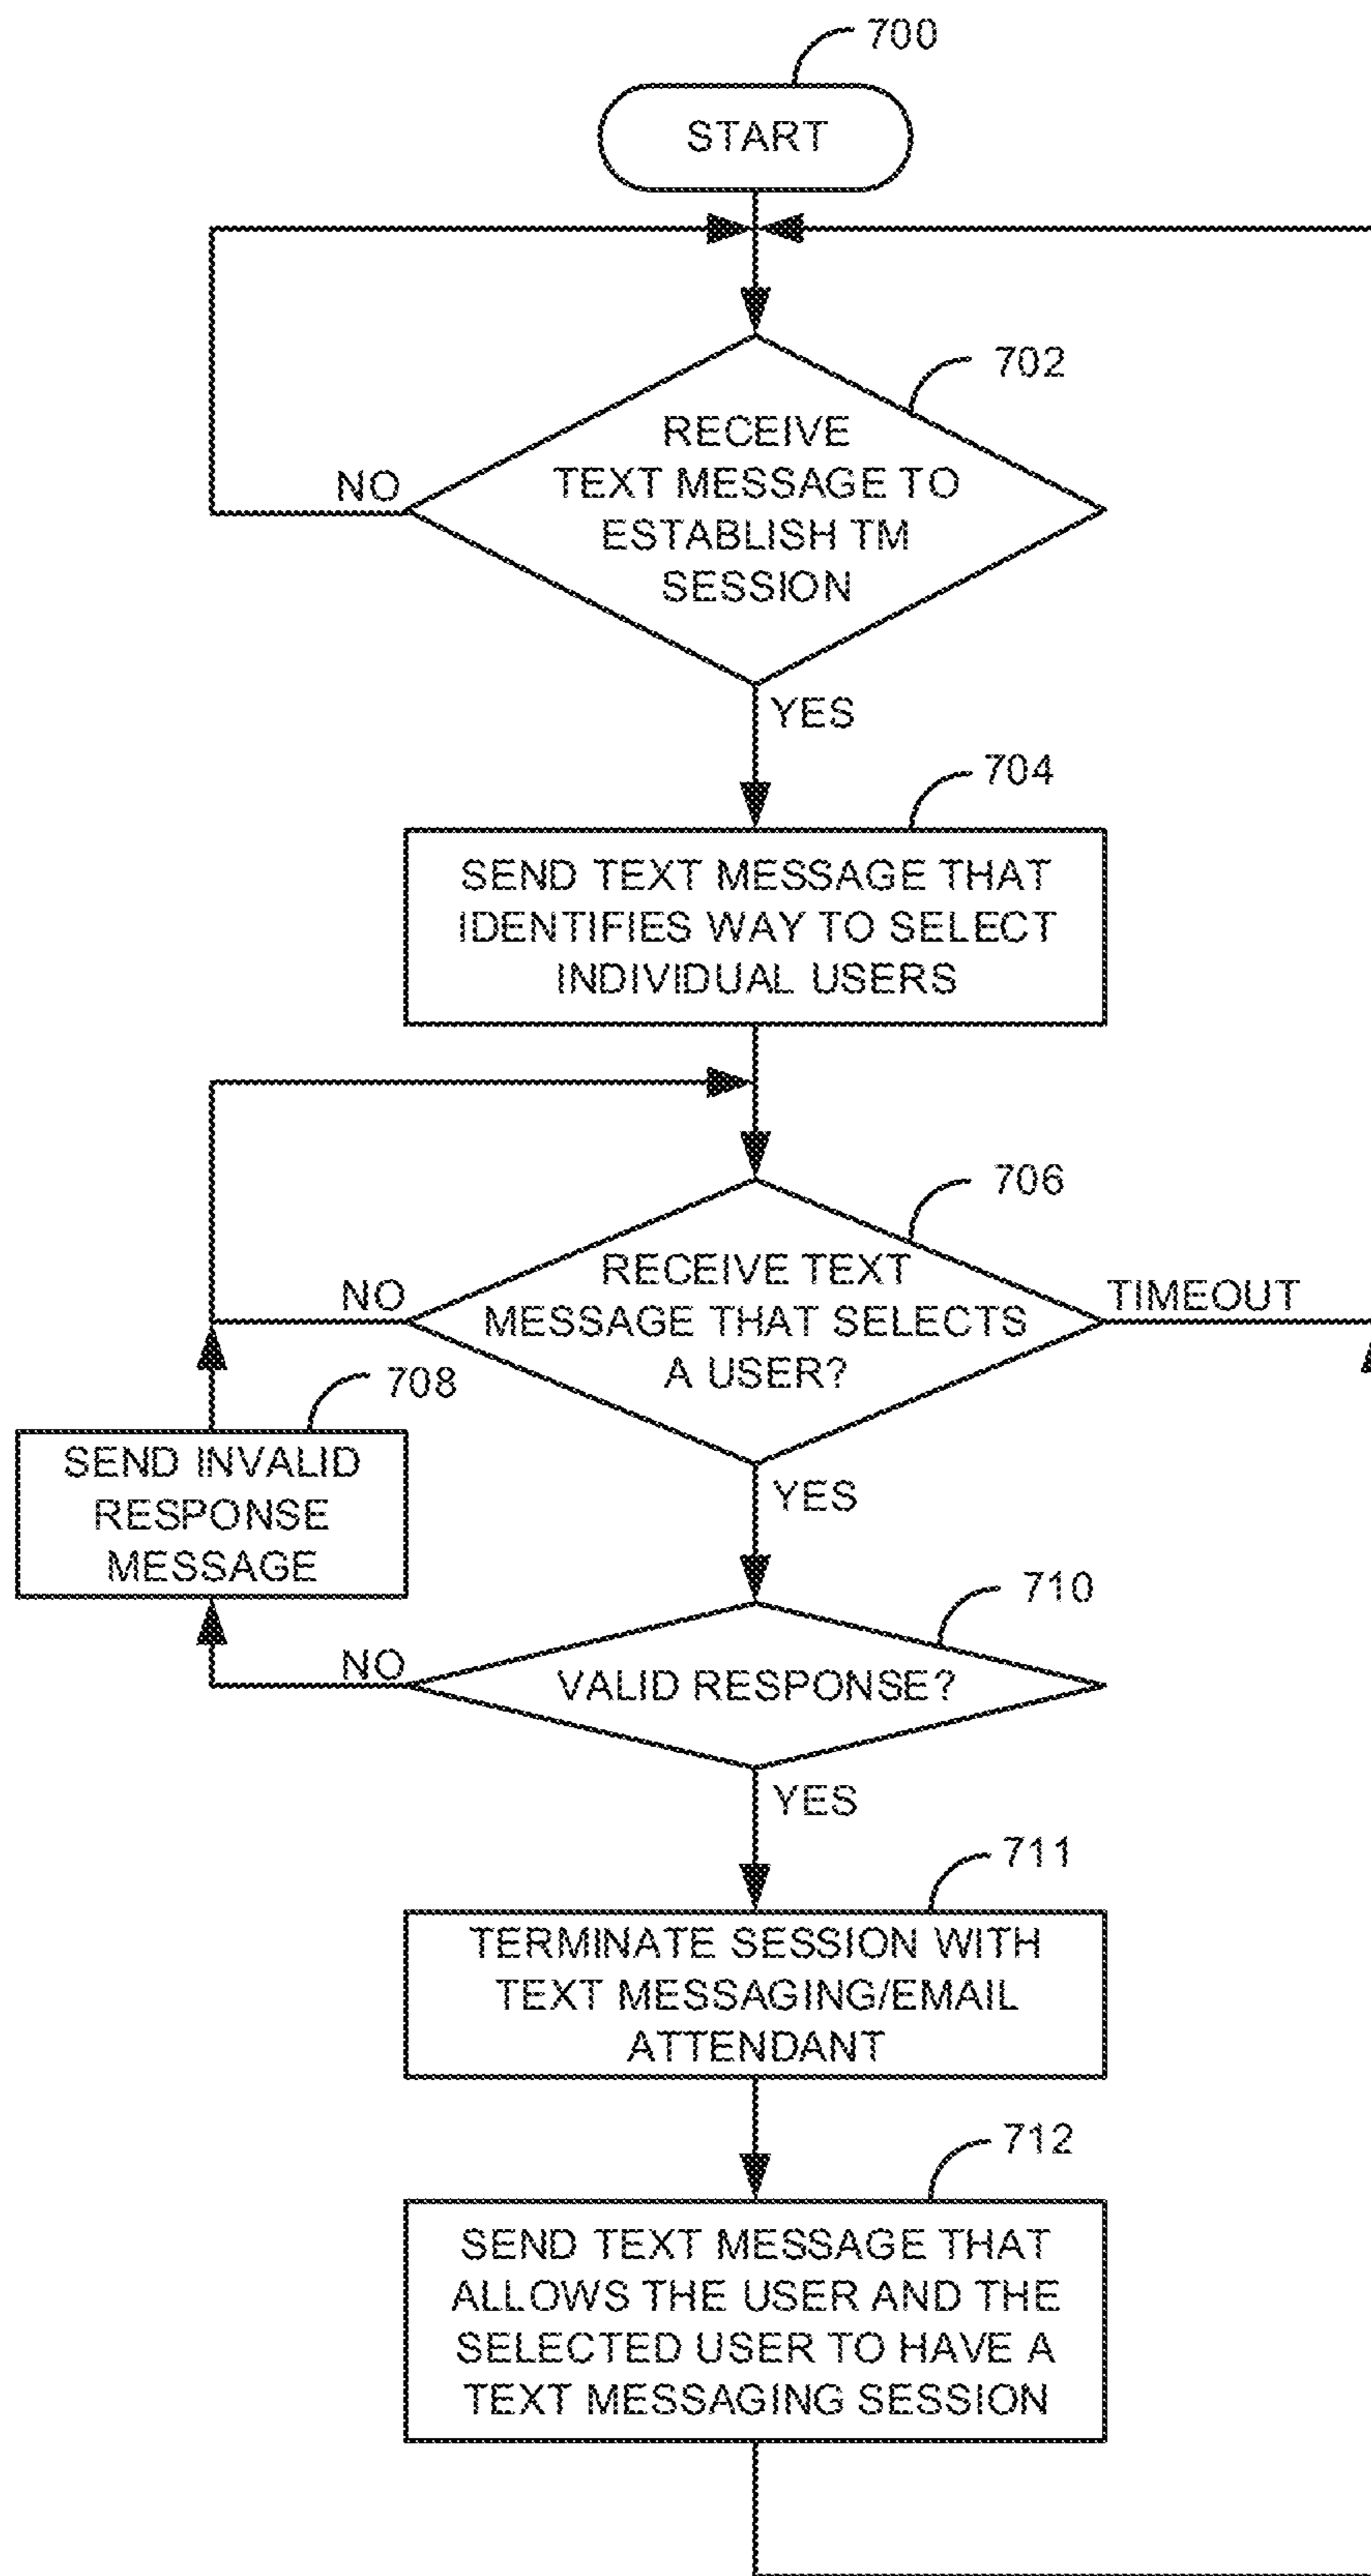 700
START
702
RECEIVE
TEXT MESSAGE TO
ESTABLISH TM
SESSION
NO
YES
704
SEND TEXT MESSAGE THAT
IDENTIFIES WAY TO SELECT
INDIVIDUAL USERS
706
RECEIVE TEXT
MESSAGE THAT SELECTS
A USER?
NO
TIMEOUT
YES
708
SEND INVALID
RESPONSE
MESSAGE
710
VALID RESPONSE?
NO
YES
711
TERMINATE SESSION WITH
TEXT MESSAGING/EMAIL
ATTENDANT
712
SEND TEXT MESSAGE THAT
ALLOWS THE USER AND THE
SELECTED USER TO HAVE A
TEXT MESSAGING SESSION